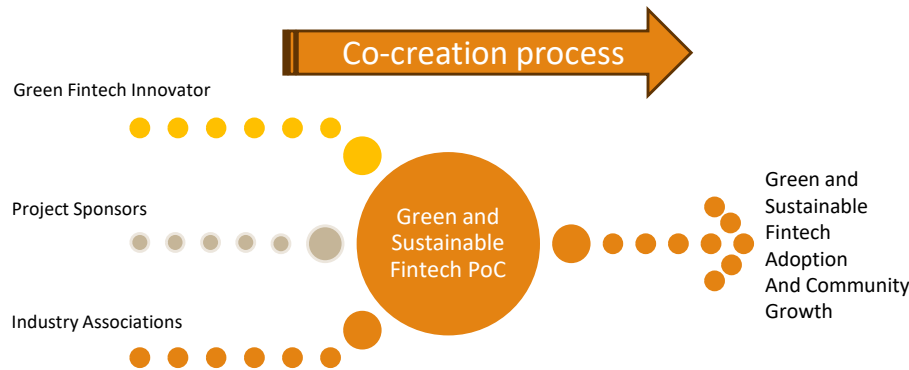 Co-creation process
Green Fintech Innovator
Project Sponsors
Industry Associations
Green and
Sustainable
Fintech PoC
Green and
Sustainable
Fintech
Adoption
And Community
Growth